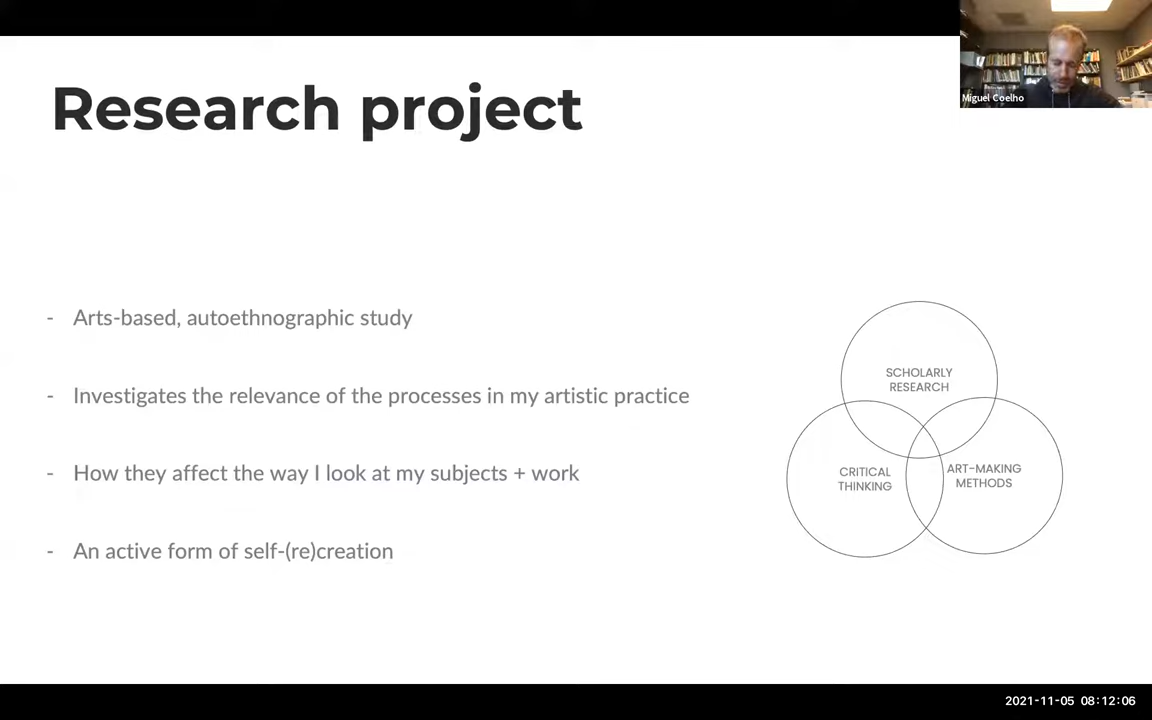 Research project
Miguel Coelho
- Arts-based, autoethnographic study
- Investigates the relevance of the processes in my artistic practice
- How they affect the way I look at my subjects + work
- An active form of self-(re)creation
SCHOLARLY
RESEARCH
CRITICAL
THINKING
ART-MAKING
METHODS
2021-11-05 08:12:06